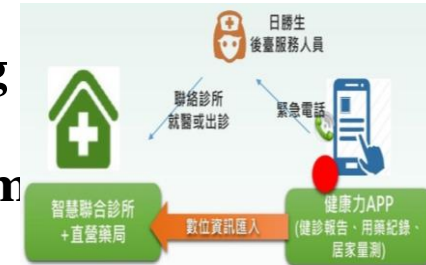 g
日勝生
後臺服務人員
聯絡診所
就醫或出診
緊急電話
m
智慧聯合診所
+直營藥局
數位資訊匯入
健康力APP
(健診報告、用藥紀錄、
居家量測)